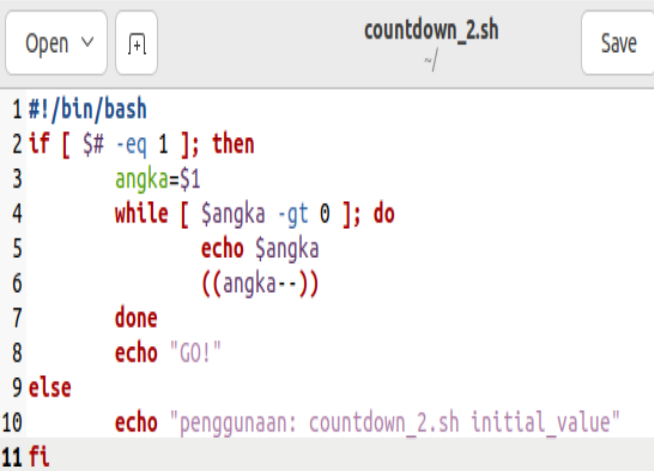 Open
countdown_2.sh
~/
Save
1 #!/bin/bash
2 if [ $# -eq 1 ]; then
3 angka=$1
4 while [ $angka -gt 0 ]; do
5 echo $angka
6 ((angka--))
7 done
8 echo "GO!"
9 else
10 echo "penggunaan: countdown_2.sh initial_value"
11 fi